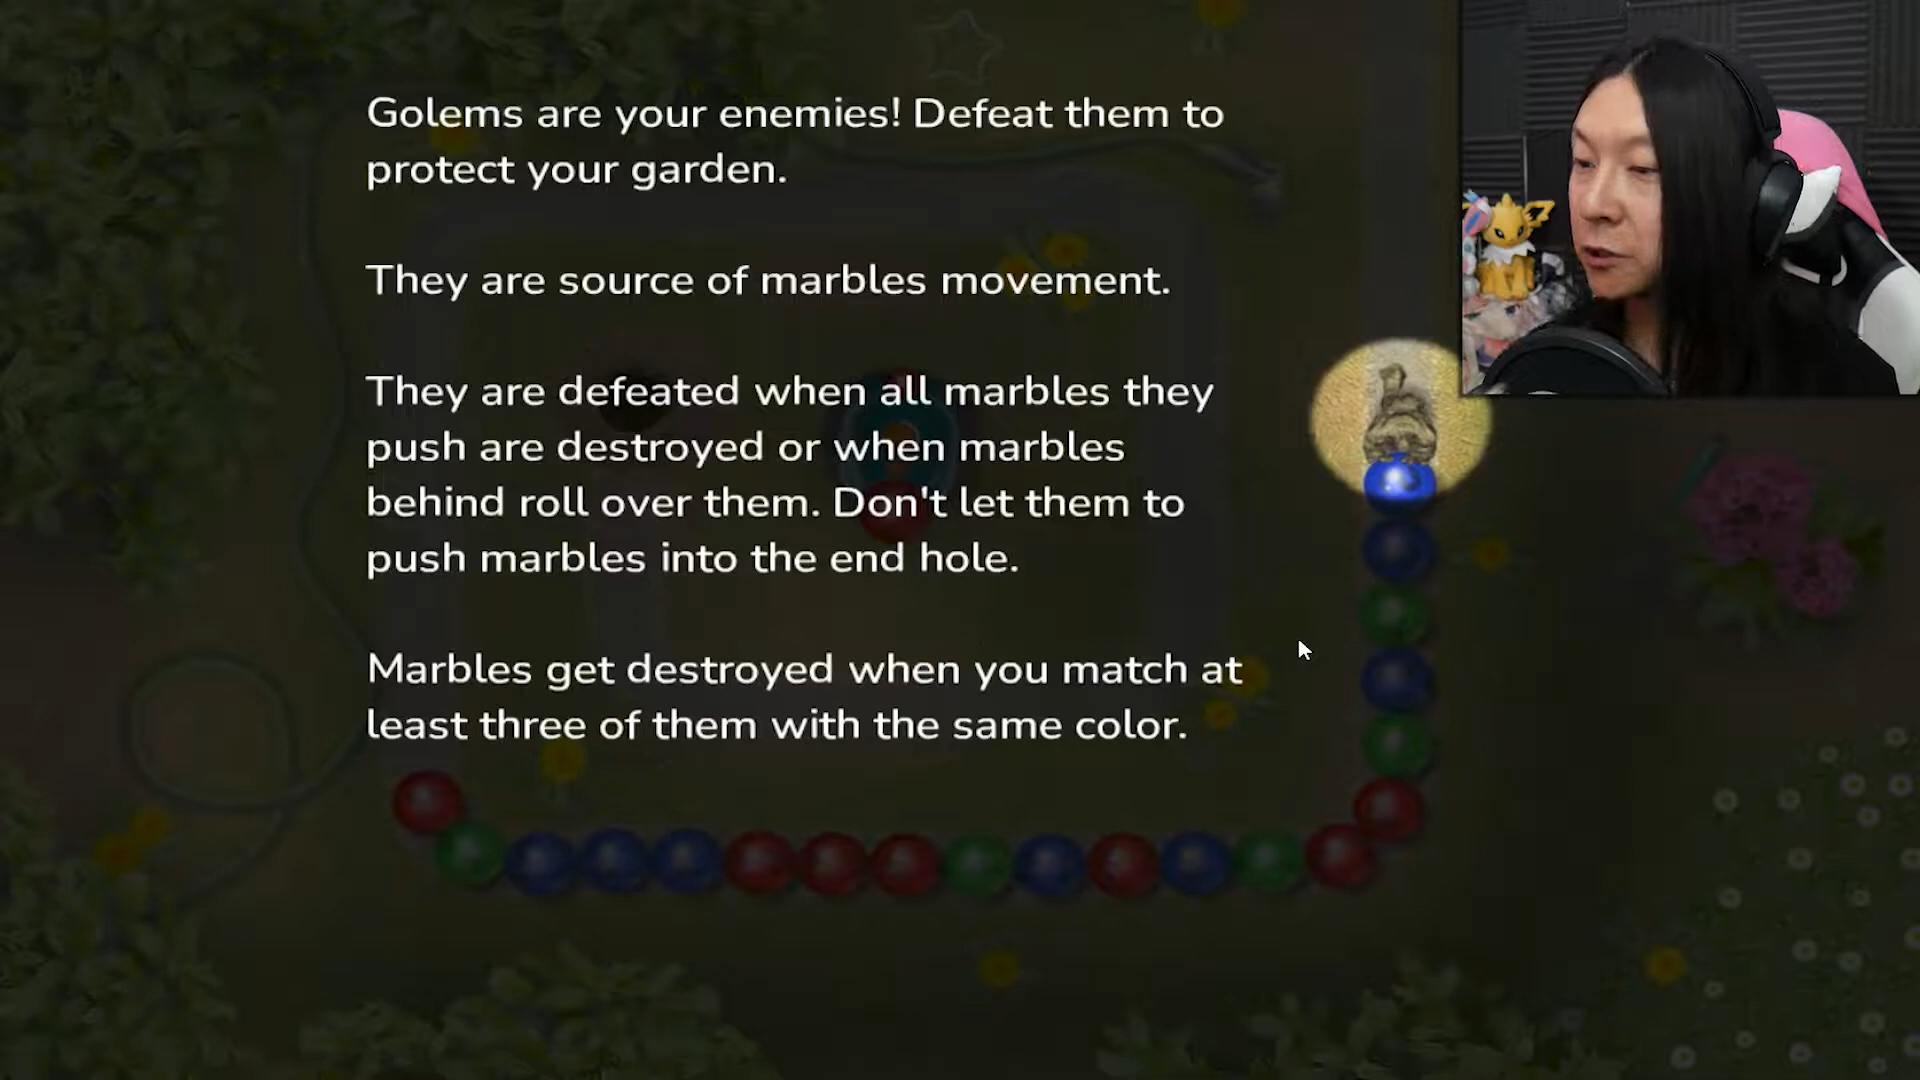 Golems are your enemies! Defeat them to
protect your garden.
They are source of marbles movement.
They are defeated when all marbles they
push are destroyed or when marbles
behind roll over them. Don't let them to
push marbles into the end hole.
Marbles get destroyed when you match at
least three of them with the same color.